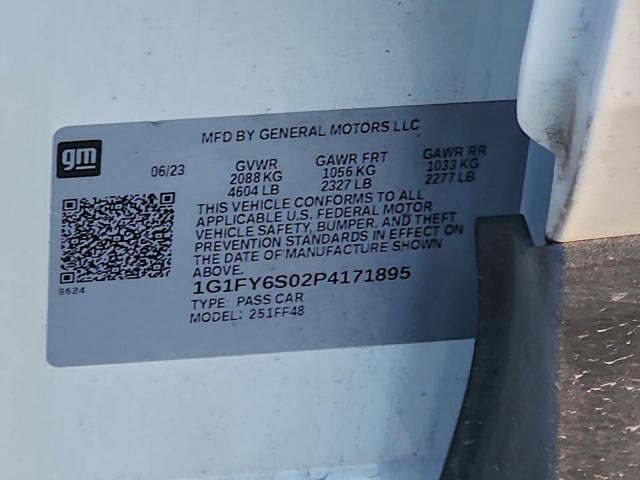 MFD BY GENERAL MOTORS LLC
gm
06/23 GVWR GAWR FRT GAWR RR
2088 KG 1056 KG 1033 KG
4604 LB 2327 LB 2277 LB
THIS VEHICLE CONFORMS TO ALL
APPLICABLE U.S. FEDERAL MOTOR
VEHICLE SAFETY, BUMPER, AND THEFT
PREVENTION STANDARDS IN EFFECT ON
THE DATE OF MANUFACTURE SHOWN
ABOVE.
8624
1G1FY6S02P4171895
TYPE: PASS CAR
MODEL: 251FF48